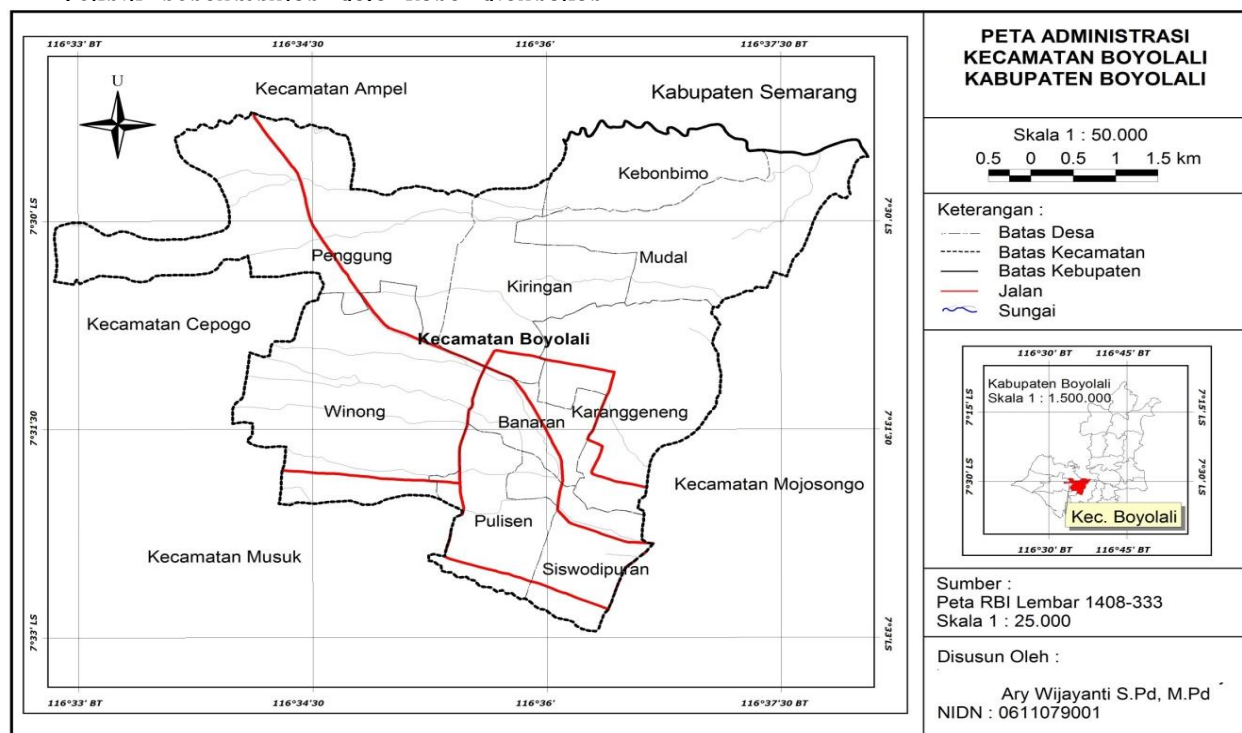 116°33' BT 116°34'30 116°36' 116°37'30
U
Kecamatan Ampel
Kabupaten Semarang
Kebonbimo
7°30' LS
7°30' LS
Penggung
Mudal
Kiringan
Kecamatan Cepogo
Kecamatan Boyolali
Winong
Banaran
Karanggeneng
7°31'30
7°31'30
Kecamatan Mojosongo
Pulisen
Kecamatan Musuk
Siswodipuran
7°33' LS
7°33' LS
116°33' BT 116°34'30 116°36' 116°37'30
PETA ADMINISTRASI
KECAMATAN BOYOLALI
KABUPATEN BOYOLALI
Skala 1 : 50.000
0.5 0 0.5 1 1.5 km
Keterangan :
Batas Desa
Batas Kecamatan
Batas Kebupaten
Jalan
Sungai
116°30' BT 116°45' BT
Kabupaten Boyolali
Skala 1 : 1.500.000
7°15' LS
7°15' LS
7°30' LS
7°30' LS
Kec. Boyolali
116°30' BT 116°45' BT
Sumber :
Peta RBI Lembar 1408-333
Skala 1 : 25.000
Disusun Oleh :
Ary Wijayanti S.Pd, M.Pd
NIDN : 0611079001